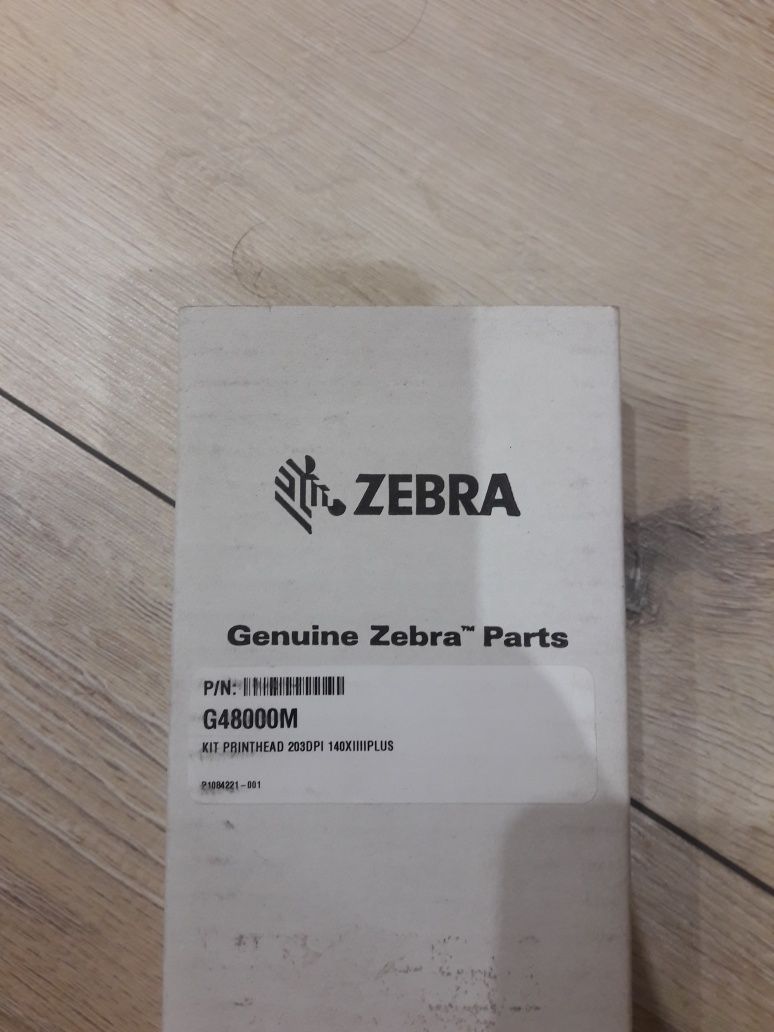 ZEBRA
Genuine Zebra™ Parts
P/N:
G48000M
KIT PRINTHEAD 203DPI 140XIIIIPLUS
P1084221-001